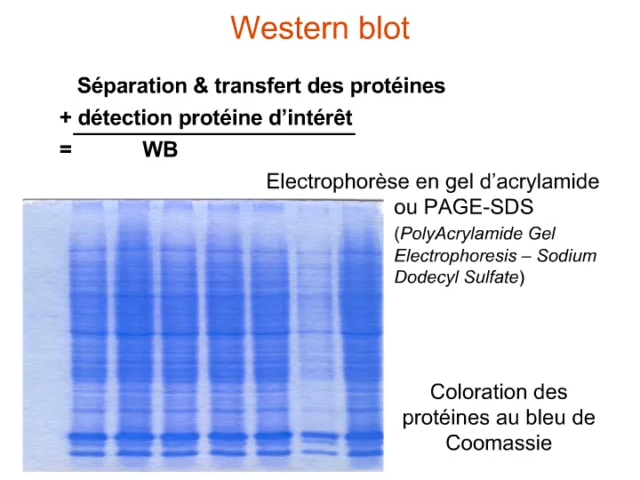 Western blot
Séparation & transfert des protéines
+ détection protéine d'intérêt
= WB
Electrophorèse en gel d'acrylamide
ou PAGE-SDS
(PolyAcrylamide Gel
Electrophoresis – Sodium
Dodecyl Sulfate)
Coloration des
protéines au bleu de
Coomassie